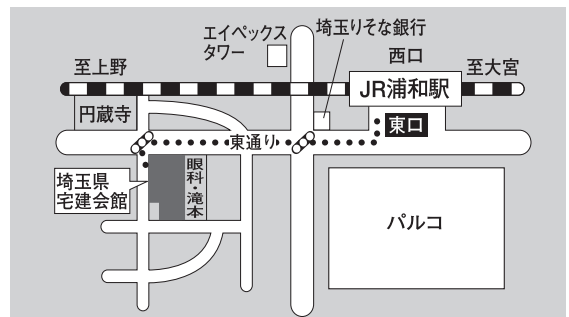 エイペックス
タワー
埼玉りそな銀行
西口
至上野
至大宮
JR浦和駅
円蔵寺
東口
東通り
埼玉県
宅建会館
眼科・滝本
パルコ